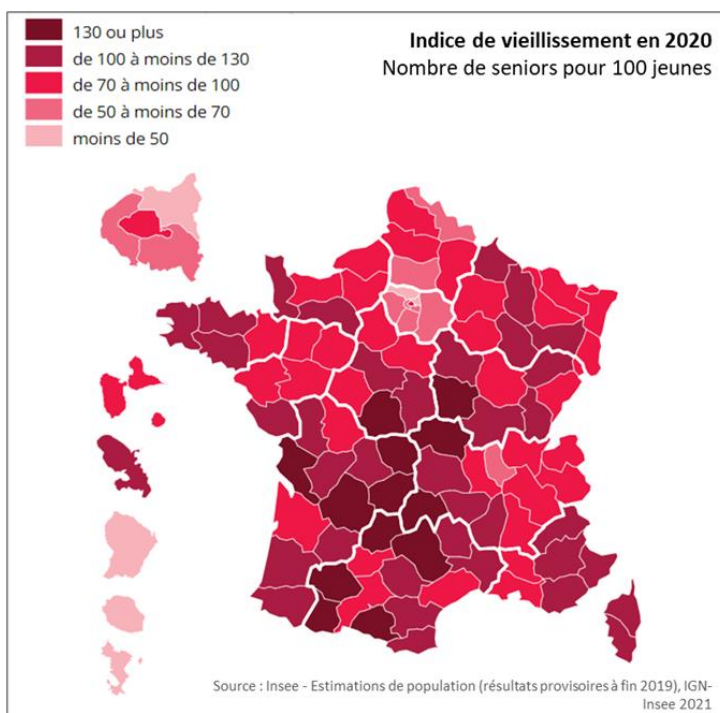 130 ou plus
de 100 à moins de 130
de 70 à moins de 100
de 50 à moins de 70
moins de 50
Indice de vieillissement en 2020
Nombre de seniors pour 100 jeunes
Source : Insee - Estimations de population (résultats provisoires à fin 2019), IGN-
Insee 2021